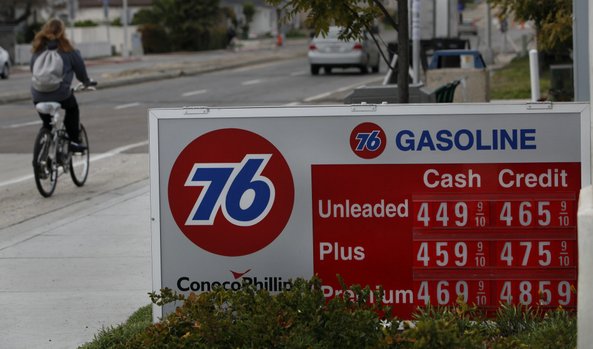 76
ConocoPhillip
76 GASOLINE
Cash Credit
Unleaded 449 9/10 465 9/10
Plus 459 9/10 475 9/10
Premium 469 9/10 485 9/10